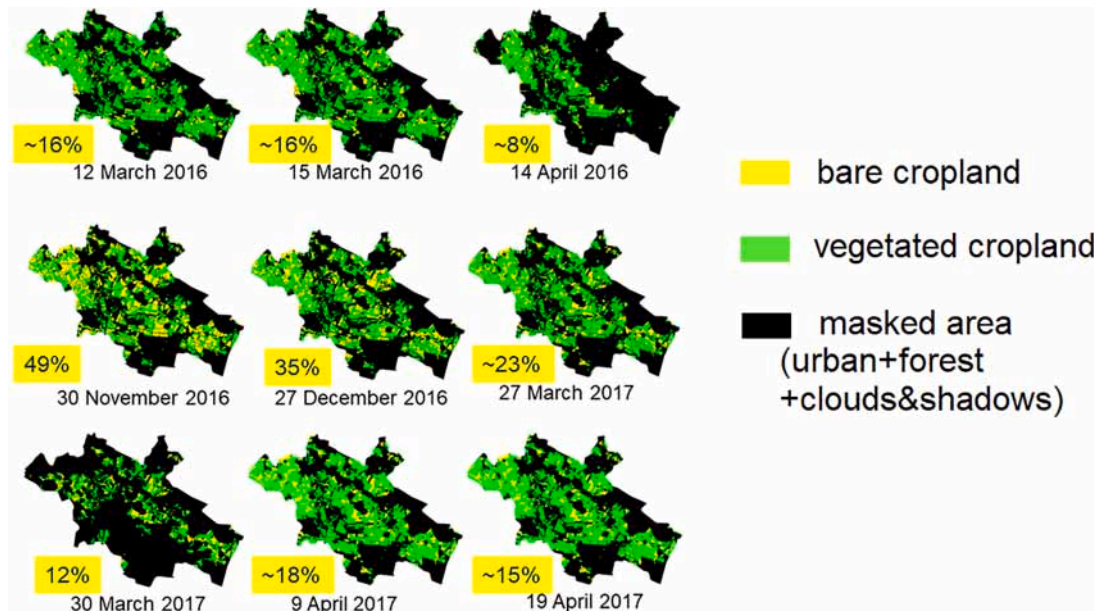 ~16%
12 March 2016
~16%
15 March 2016
~8%
14 April 2016
49%
30 November 2016
35%
27 December 2016
~23%
27 March 2017
12%
30 March 2017
~18%
9 April 2017
~15%
19 April 2017
bare cropland
vegetated cropland
masked area
(urban+forest
+clouds&shadows)